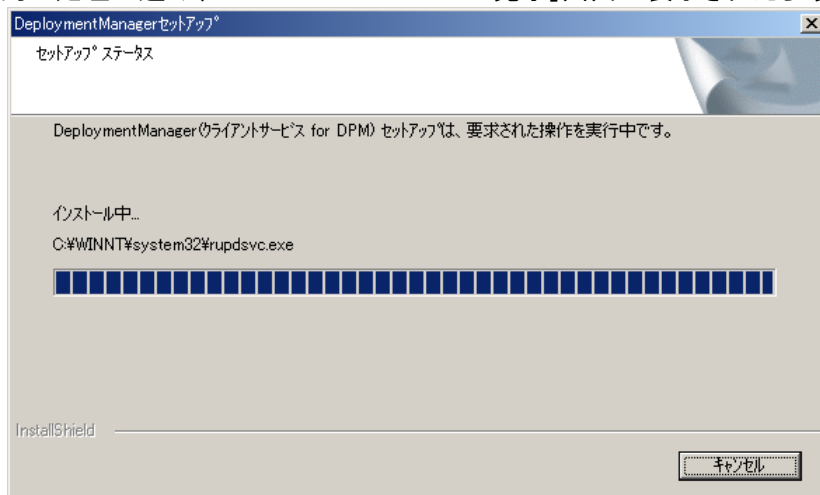 DeploymentManagerセットアップ
セットアップ ステータス
DeploymentManager(クライアントサービス for DPM) セットアップは、要求された操作を実行中です。
インストール中...
C:¥WINNT¥system32¥rupdsvc.exe
InstallShield
キャンセル